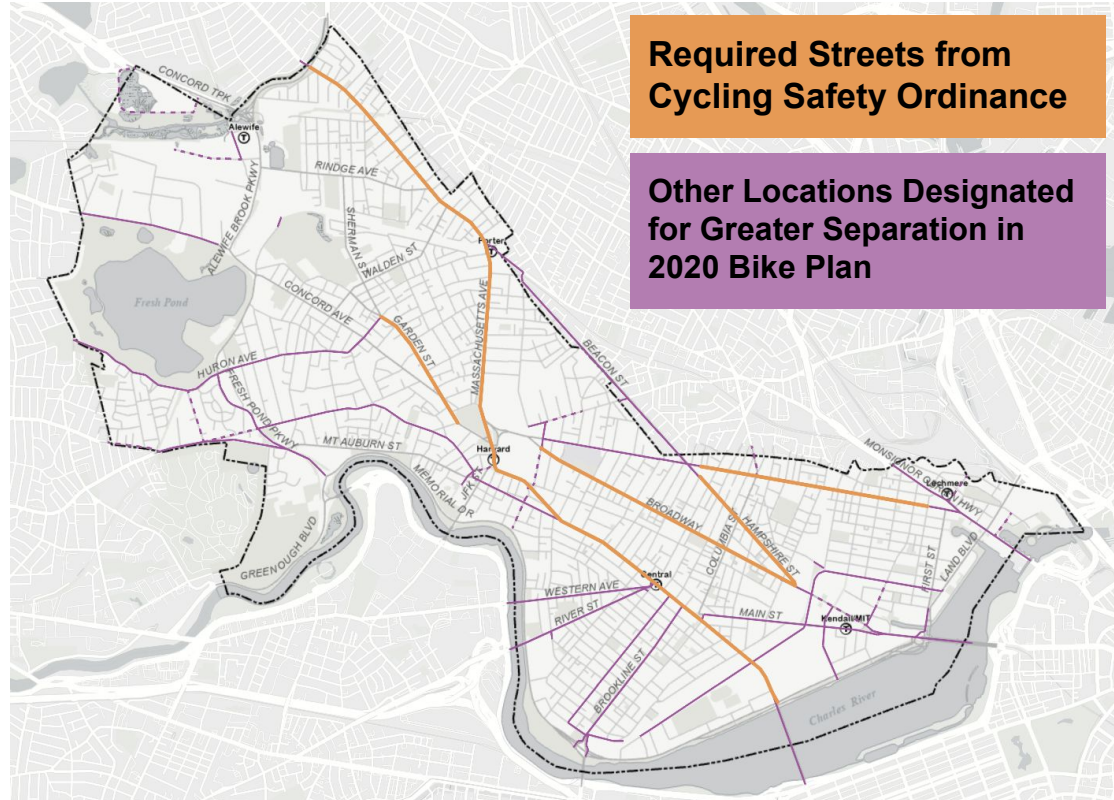 Required Streets from
Cycling Safety Ordinance
Other Locations Designated
for Greater Separation in
2020 Bike Plan
CONCORD TPK
Alewife
T
RINDGE AVE
ALEWIFE BROOK PKWY
SHERMAN ST
WALDEN ST
Porter
T
Fresh Pond
CONCORD AVE
GARDEN ST
MASSACHUSETTS AVE
BEACON ST
HURON AVE
FRESH POND PKWY
MT AUBURN ST
Harvard
T
JFK ST
MEMORIAL DR
GREENOUGH BLVD
BROADWAY
COLUMBIA ST
HAMPSHIRE ST
MONSIGNOR O'BRIEN HWY
Lechmere
T
FIRST ST
LAND BLVD
Central
T
WESTERN AVE
RIVER ST
MAIN ST
Kendall/MIT
T
BROOKLINE ST
Charles River